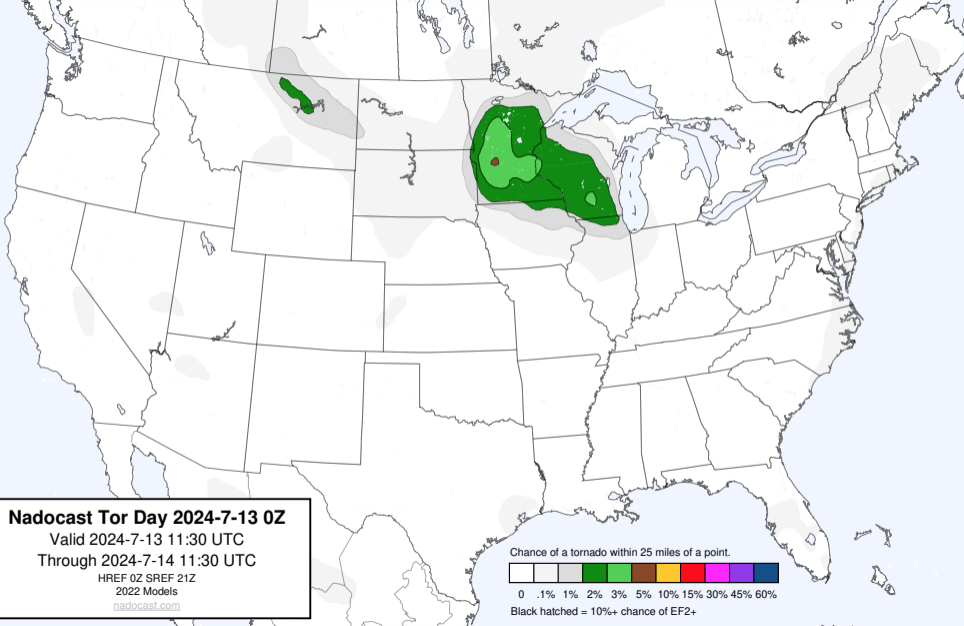 Nadocast Tor Day 2024-7-13 0Z
Valid 2024-7-13 11:30 UTC
Through 2024-7-14 11:30 UTC
HREF 0Z SREF 21Z
2022 Models
nadocast.com
Chance of a tornado within 25 miles of a point.
0 .1% 1% 2% 3% 5% 10% 15% 30% 45% 60%
Black hatched = 10%+ chance of EF2+